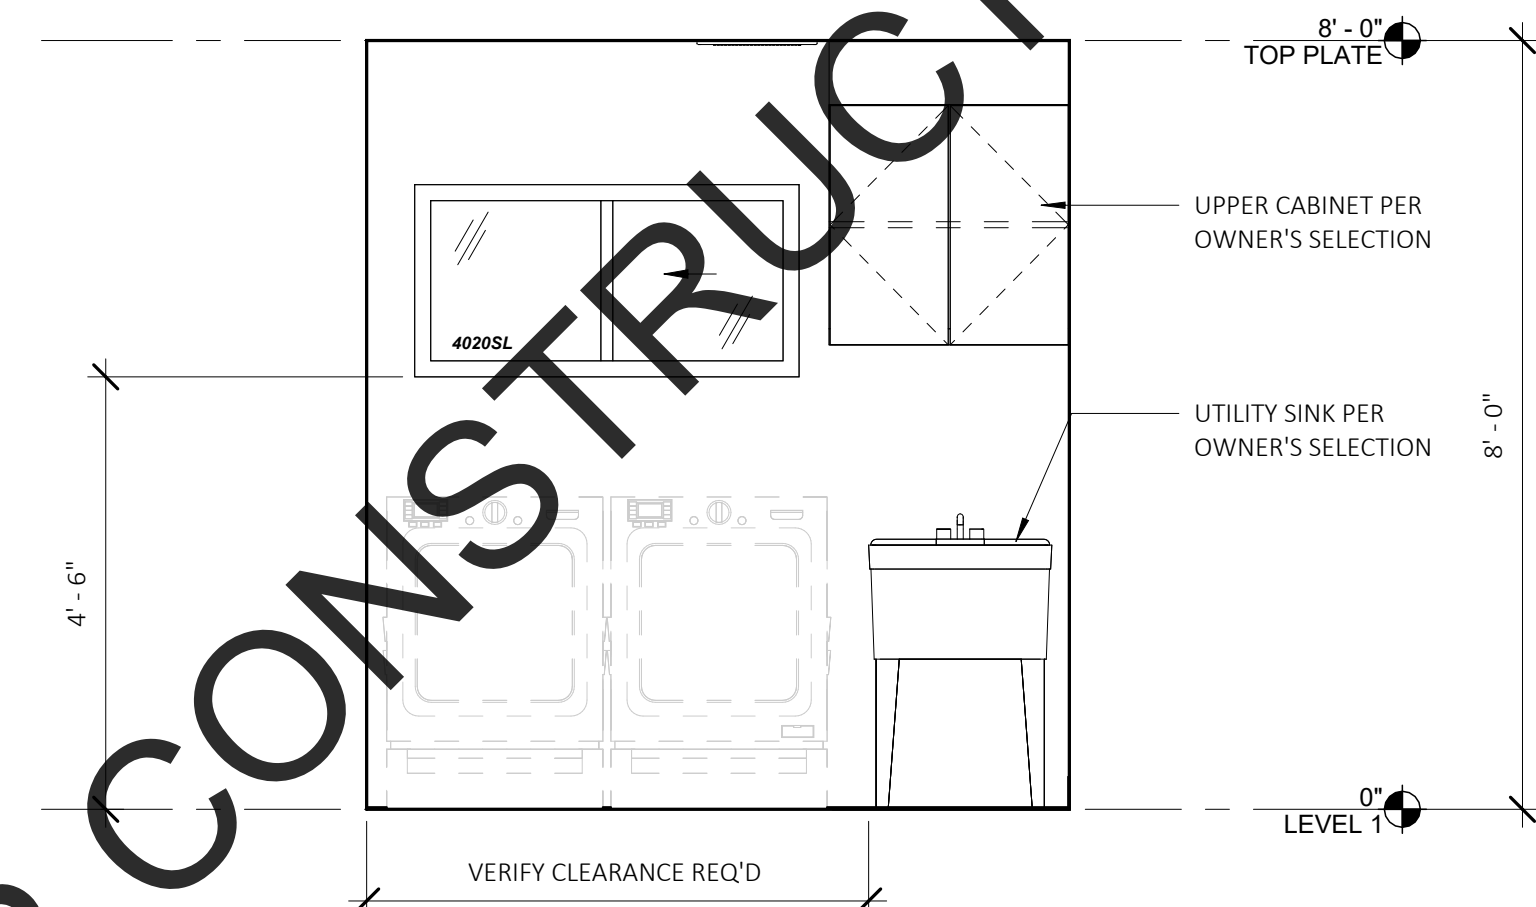 8' - 0"
TOP PLATE
UPPER CABINET PER
OWNER'S SELECTION
4020SL
UTILITY SINK PER
OWNER'S SELECTION
8' - 0"
4' - 6"
0"
LEVEL 1
VERIFY CLEARANCE REQ'D
CONSTRUCT